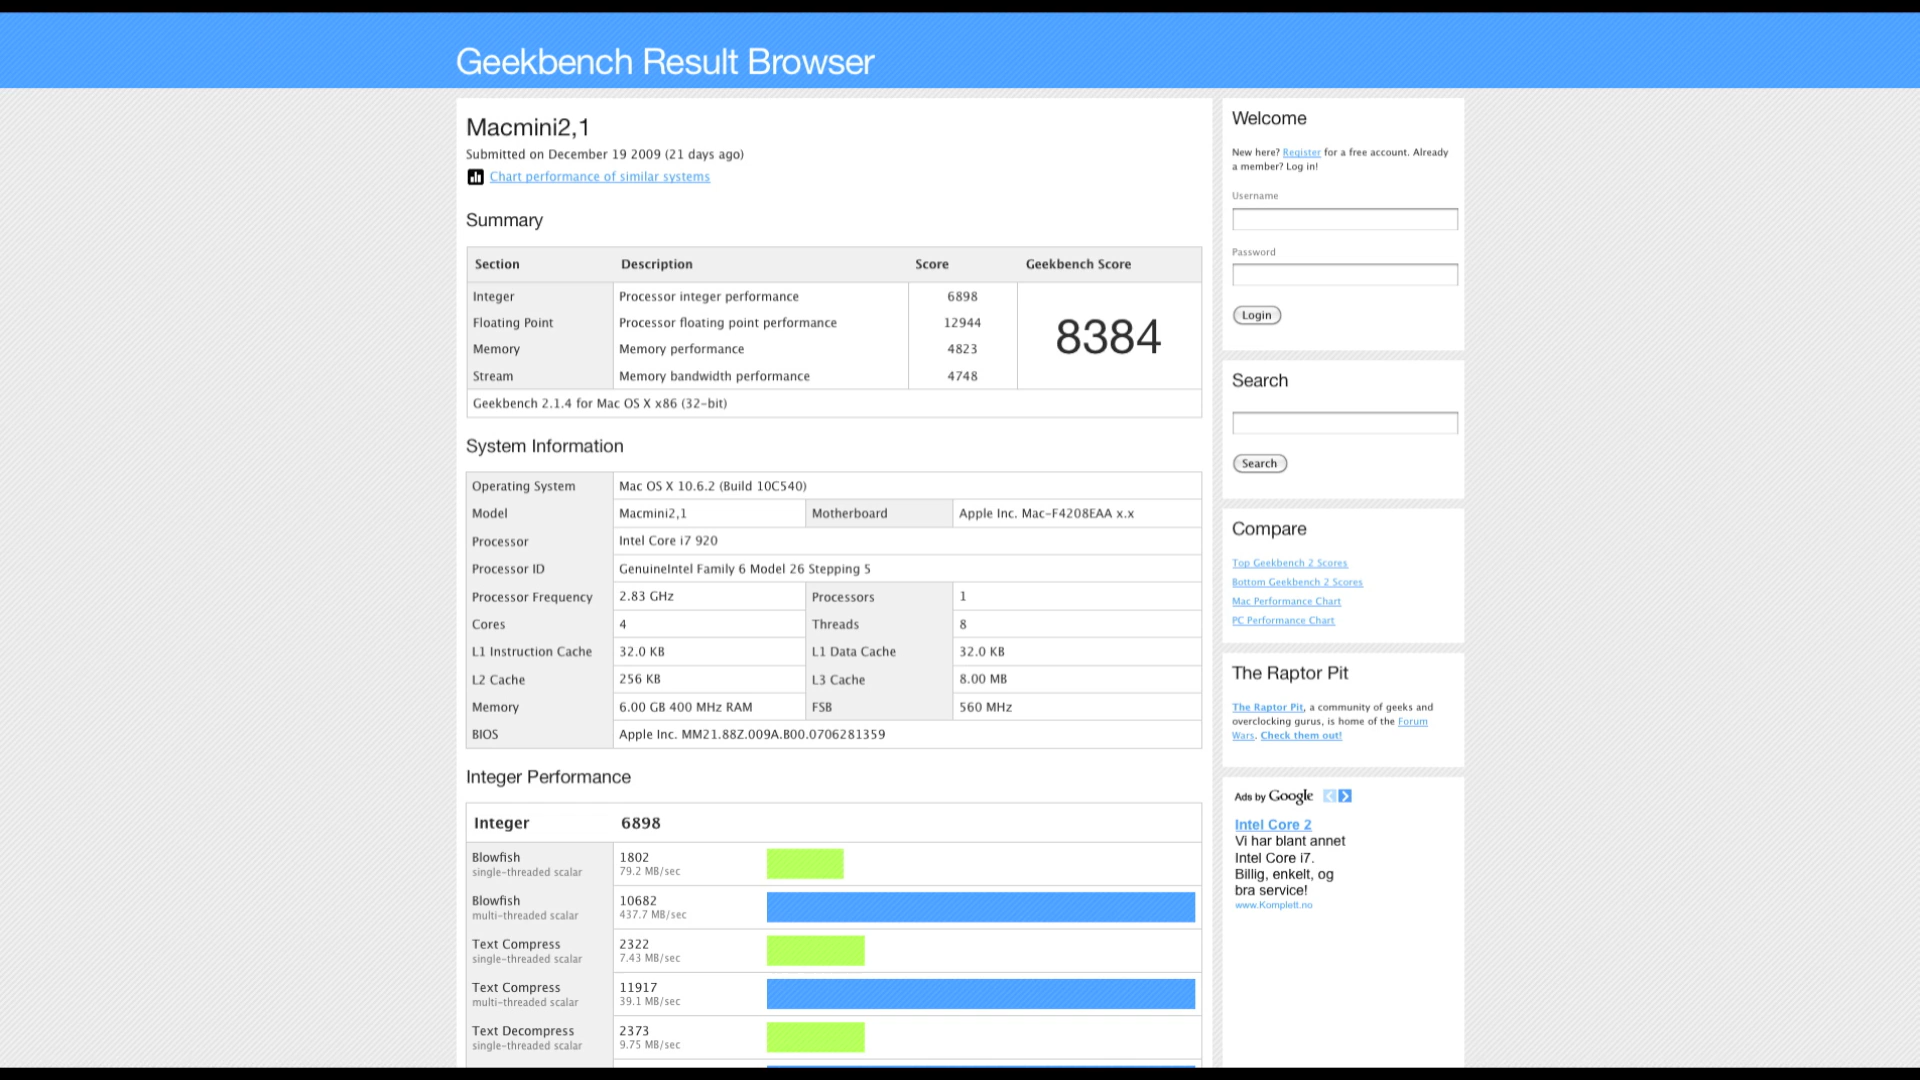 Geekbench Result Browser
Macmini2,1
Submitted on December 19 2009 (21 days ago)
Chart performance of similar systems
Summary
Section Description Score Geekbench Score
Integer Processor integer performance 6898
Floating Point Processor floating point performance 12944
8384
Memory Memory performance 4823
Stream Memory bandwidth performance 4748
Geekbench 2.1.4 for Mac OS X x86 (32-bit)
System Information
Operating System Mac OS X 10.6.2 (Build 10C540)
Model Macmini2,1 Motherboard Apple Inc. Mac-F4208EAA x.x
Processor Intel Core i7 920
Processor ID GenuineIntel Family 6 Model 26 Stepping 5
Processor Frequency 2.83 GHz Processors 1
Cores 4 Threads 8
L1 Instruction Cache 32.0 KB L1 Data Cache 32.0 KB
L2 Cache 256 KB L3 Cache 8.00 MB
Memory 6.00 GB 400 MHz RAM FSB 560 MHz
BIOS Apple Inc. MM21.88Z.009A.B00.0706281359
Integer Performance
Integer 6898
Blowfish 1802
single-threaded scalar 79.2 MB/sec
Blowfish 10682
multi-threaded scalar 437.7 MB/sec
Text Compress 2322
single-threaded scalar 7.43 MB/sec
Text Compress 11917
multi-threaded scalar 39.1 MB/sec
Text Decompress 2373
single-threaded scalar 9.75 MB/sec
Welcome
New here? Register for a free account. Already
a member? Log in!
Username
Password
Login
Search
Search
Compare
Top Geekbench 2 Scores
Bottom Geekbench 2 Scores
Mac Performance Chart
PC Performance Chart
The Raptor Pit
The Raptor Pit, a community of geeks and
overclocking gurus, is home of the Forum
Wars. Check them out!
Ads by Google
Intel Core 2
Vi har blant annet
Intel Core i7.
Billig, enkelt, og
bra service!
www.Komplett.no